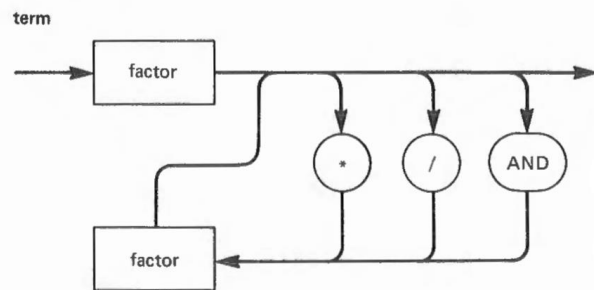 term
factor
* / AND
factor